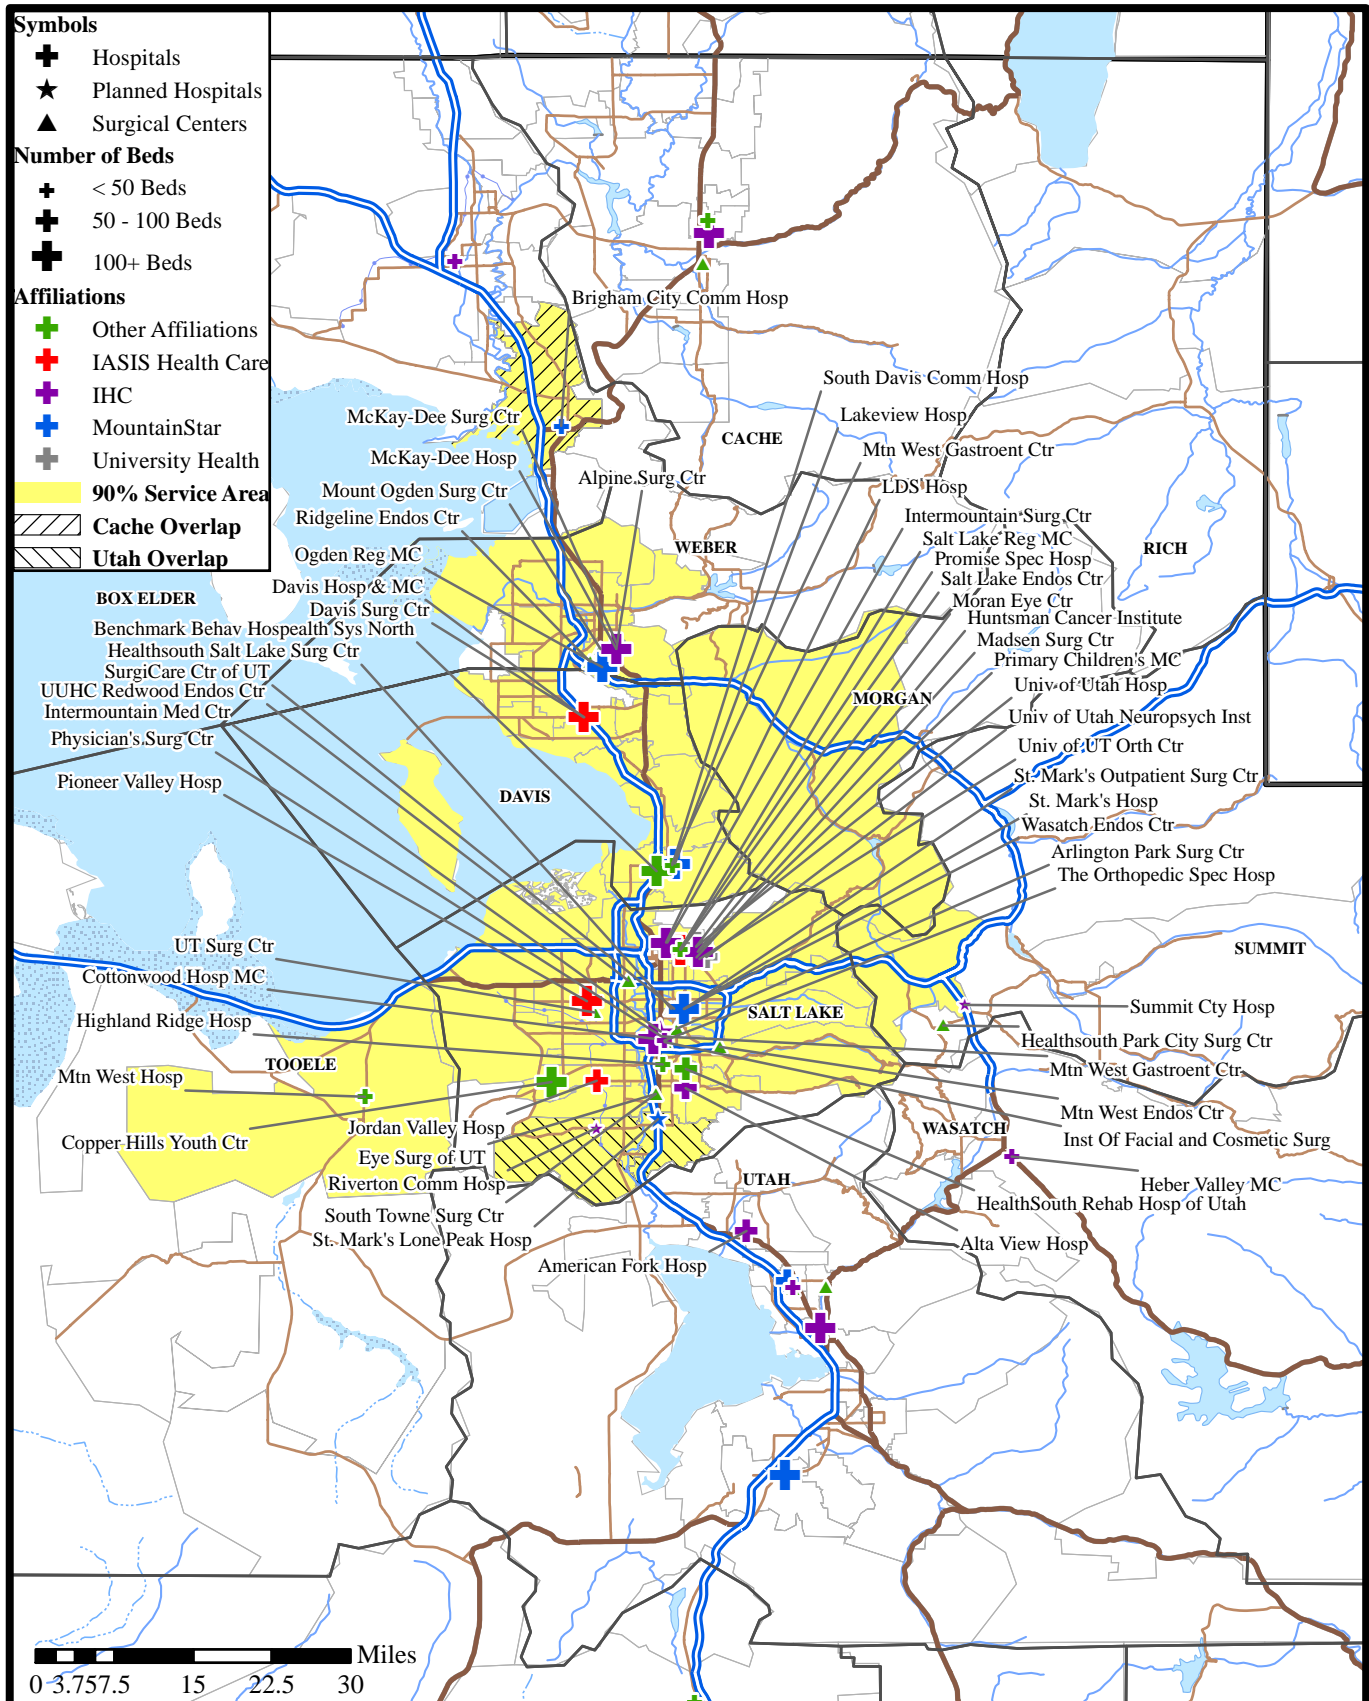 Symbols
Hospitals
Planned Hospitals
Surgical Centers
Number of Beds
< 50 Beds
50 - 100 Beds
100+ Beds
Affiliations
Other Affiliations
IASIS Health Care
IHC
MountainStar
University Health
90% Service Area
Cache Overlap
Utah Overlap
Brigham City Comm Hosp
South Davis Comm Hosp
Lakeview Hosp
McKay-Dee Surg Ctr
CACHE
Mtn West Gastroent Ctr
McKay-Dee Hosp
Alpine Surg Ctr
LDS Hosp
Mount Ogden Surg Ctr
Intermountain Surg Ctr
Ridgeline Endos Ctr
Salt Lake Reg MC
WEBER
RICH
Ogden Reg MC
Promise Spec Hosp
Salt Lake Endos Ctr
Davis Hosp & MC
Moran Eye Ctr
BOX ELDER
Davis Surg Ctr
Huntsman Cancer Institute
Benchmark Behav Hospealth Sys North
Madsen Surg Ctr
Healthsouth Salt Lake Surg Ctr
Primary Children's MC
SurgiCare Ctr of UT
Univ of Utah Hosp
UUHC Redwood Endos Ctr
MORGAN
Intermountain Med Ctr
Univ of Utah Neuropsych Inst
Physician's Surg Ctr
Univ of UT Orth Ctr
Pioneer Valley Hosp
St. Mark's Outpatient Surg Ctr
DAVIS
St. Mark's Hosp
Wasatch Endos Ctr
Arlington Park Surg Ctr
The Orthopedic Spec Hosp
UT Surg Ctr
SUMMIT
Cottonwood Hosp MC
Summit Cty Hosp
SALT LAKE
Highland Ridge Hosp
Healthsouth Park City Surg Ctr
TOOELE
Mtn West Gastroent Ctr
Mtn West Hosp
Mtn West Endos Ctr
Jordan Valley Hosp
WASATCH
Copper Hills Youth Ctr
Inst Of Facial and Cosmetic Surg
Eye Surg of UT
UTAH
Riverton Comm Hosp
Heber Valley MC
HealthSouth Rehab Hosp of Utah
South Towne Surg Ctr
St. Mark's Lone Peak Hosp
Alta View Hosp
American Fork Hosp
Miles
0 3.75 7.5 15 22.5 30